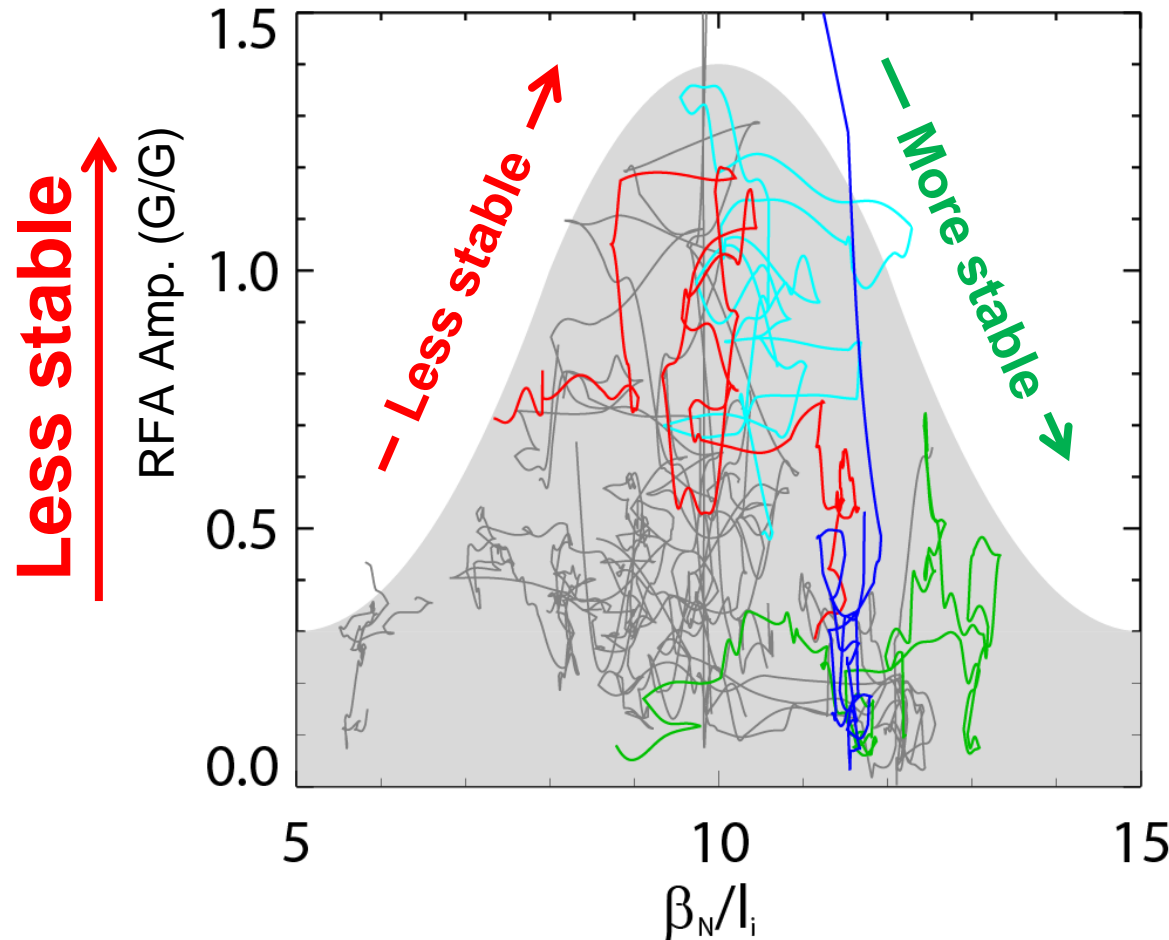 Less stable
RFA Amp. (G/G)
1.5
1.0
0.5
0.0
– Less stable
– More stable
5
10
15
βN/li